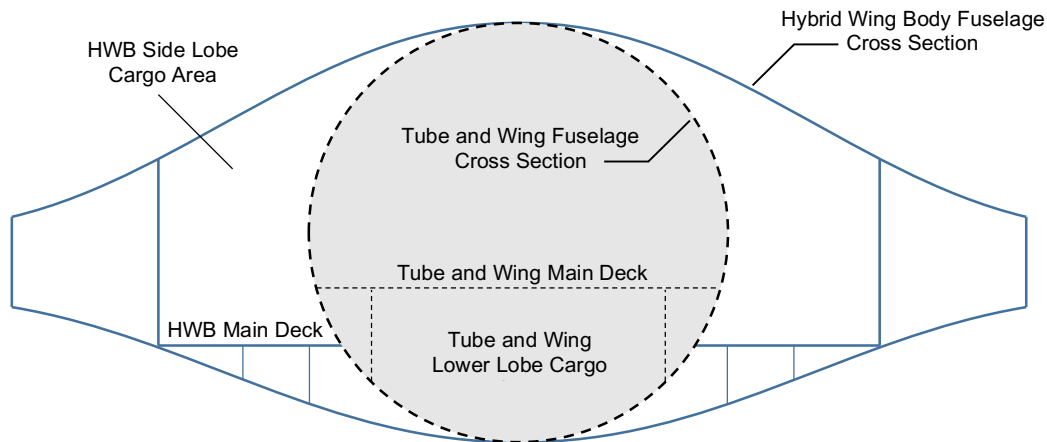 Hybrid Wing Body Fuselage
Cross Section
HWB Side Lobe
Cargo Area
Tube and Wing Fuselage
Cross Section
Tube and Wing Main Deck
HWB Main Deck
Tube and Wing
Lower Lobe Cargo